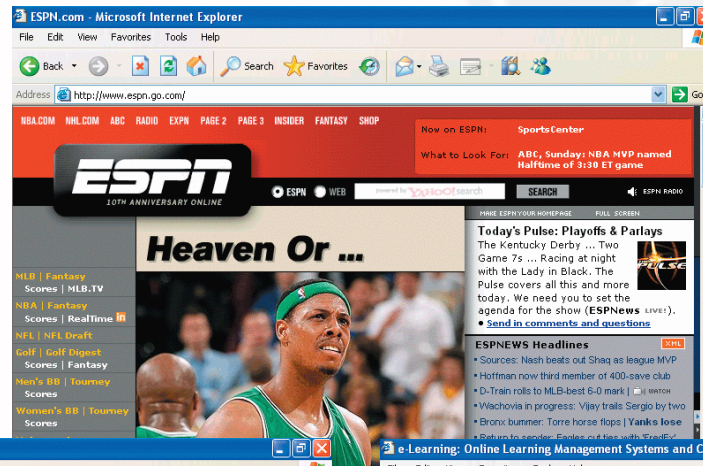 ESPN.com - Microsoft Internet Explorer
File Edit View Favorites Tools Help
Back Search Favorites
Address http://www.espn.go.com/ Go
NBA.COM NHL.COM ABC RADIO EXPN PAGE 2 PAGE 3 INSIDER FANTASY SHOP
Now on ESPN: SportsCenter
What to Look For: ABC, Sunday: NBA MVP named
Halftime of 3:30 ET game
ESPN
10TH ANNIVERSARY ONLINE
ESPN WEB powered by YAHOO! search SEARCH ESPN RADIO
MAKE ESPN YOUR HOMEPAGE FULL SCREEN
Heaven Or ...
Today's Pulse: Playoffs & Parlays
The Kentucky Derby ... Two
Game 7s ... Racing at night
with the Lady in Black. The
Pulse covers all this and more
today. We need you to set the
agenda for the show (ESPNews LIVE!).
Send in comments and questions
PULSE
MLB | Fantasy
Scores | MLB.TV
NBA | Fantasy
Scores | RealTime in
NFL | NFL Draft
Golf | Golf Digest
Scores | Fantasy
Men's BB | Tourney
Scores
Women's BB | Tourney
Scores
ESPNEWS Headlines XML
Sources: Nash beats out Shaq as league MVP
Hoffman now third member of 400-save club
D-Train rolls to MLB-best 6-0 mark | WATCH
Wachovia in progress: Vijay trails Sergio by two
Bronx bummer: Torre horse flops | Yanks lose
Return to sender: Eagles cut ties with 'FredEx'
e-Learning: Online Learning Management Systems and C